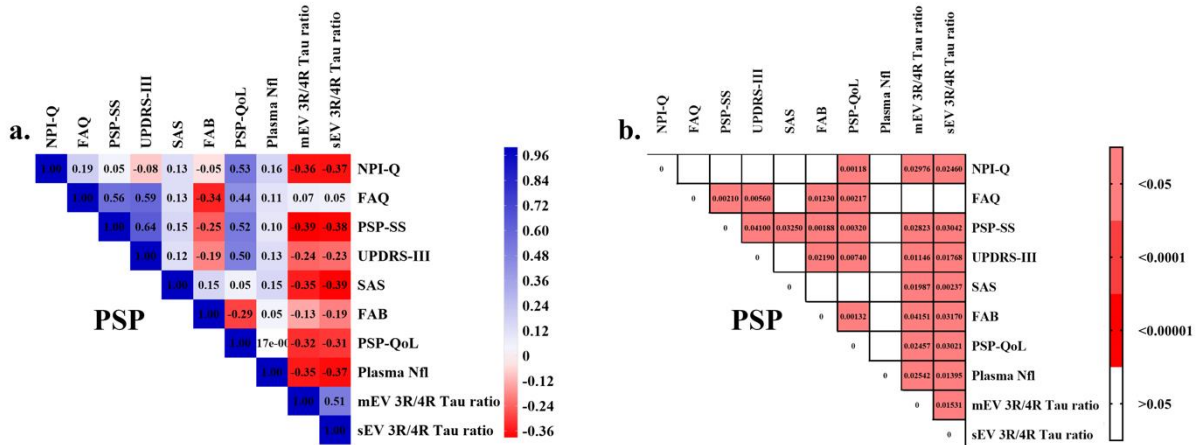 a.
NPI-Q FAQ PSP-SS UPDRS-III SAS FAB PSP-QoL Plasma Nfl mEV 3R/4R Tau ratio sEV 3R/4R Tau ratio
1.00 0.19 0.05 -0.08 0.13 -0.05 0.53 0.16 -0.36 -0.37 NPI-Q
1.00 0.56 0.59 0.13 -0.34 0.44 0.11 0.07 0.05 FAQ
1.00 0.64 0.15 -0.25 0.52 0.10 -0.39 -0.38 PSP-SS
1.00 0.12 -0.19 0.50 0.13 -0.24 -0.23 UPDRS-III
1.00 0.15 0.05 0.15 -0.35 -0.39 SAS
1.00 -0.29 0.05 -0.13 -0.19 FAB
1.00 17e-00 -0.32 -0.31 PSP-QoL
1.00 -0.35 -0.37 Plasma Nfl
1.00 0.51 mEV 3R/4R Tau ratio
1.00 sEV 3R/4R Tau ratio
PSP
0.96
0.84
0.72
0.60
0.48
0.36
0.24
0.12
0
-0.12
-0.24
-0.36
b.
NPI-Q FAQ PSP-SS UPDRS-III SAS FAB PSP-QoL Plasma Nfl mEV 3R/4R Tau ratio sEV 3R/4R Tau ratio
0 0.00118 0.02976 0.02460 NPI-Q
0 0.00210 0.00560 0.01230 0.00217 FAQ
0 0.04100 0.03250 0.00188 0.00320 0.02823 0.03042 PSP-SS
0 0.02190 0.00740 0.01146 0.01768 UPDRS-III
0 0.01987 0.00237 SAS
0 0.00132 0.04151 0.03170 FAB
0 0.02457 0.03021 PSP-QoL
0 0.02542 0.01395 Plasma Nfl
0 0.01531 mEV 3R/4R Tau ratio
0 sEV 3R/4R Tau ratio
PSP
<0.05
<0.0001
<0.00001
>0.05